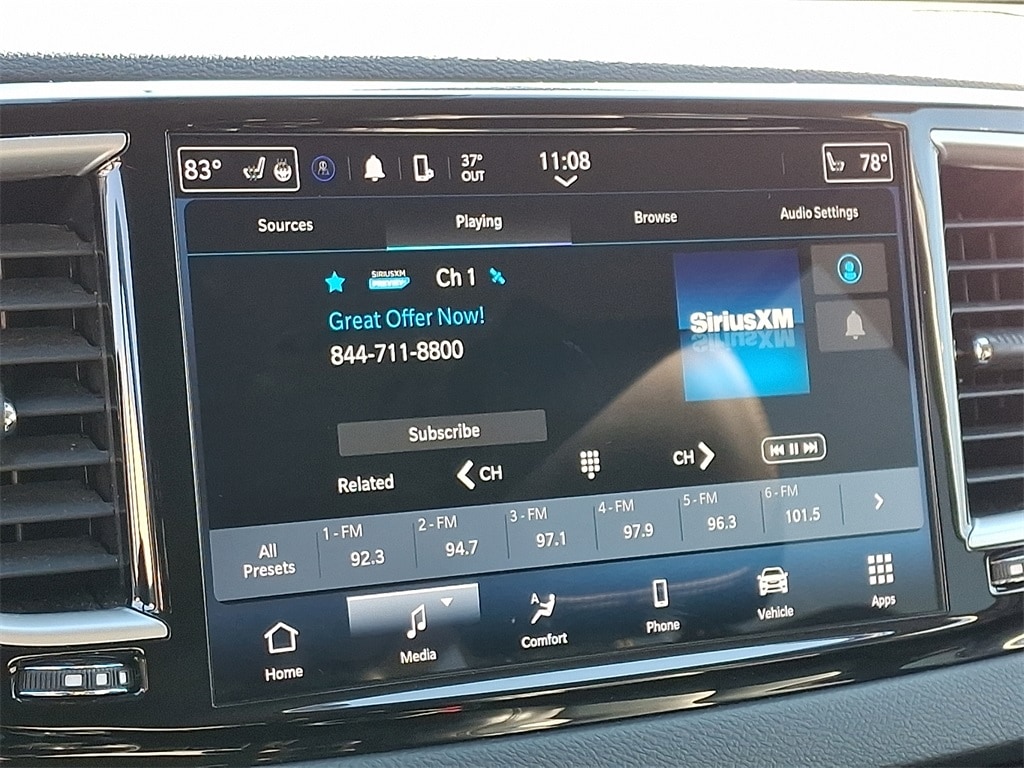 83° 37° OUT 11:08 78°
Sources Playing Browse Audio Settings
SIRIUSXM PREVIEW Ch 1
Great Offer Now!
844-711-8800
SiriusXM
Subscribe
Related CH CH
All Presets
1 - FM 2 - FM 3 - FM 4 - FM 5 - FM 6 - FM
92.3 94.7 97.1 97.9 96.3 101.5
Home Media Comfort Phone Vehicle Apps